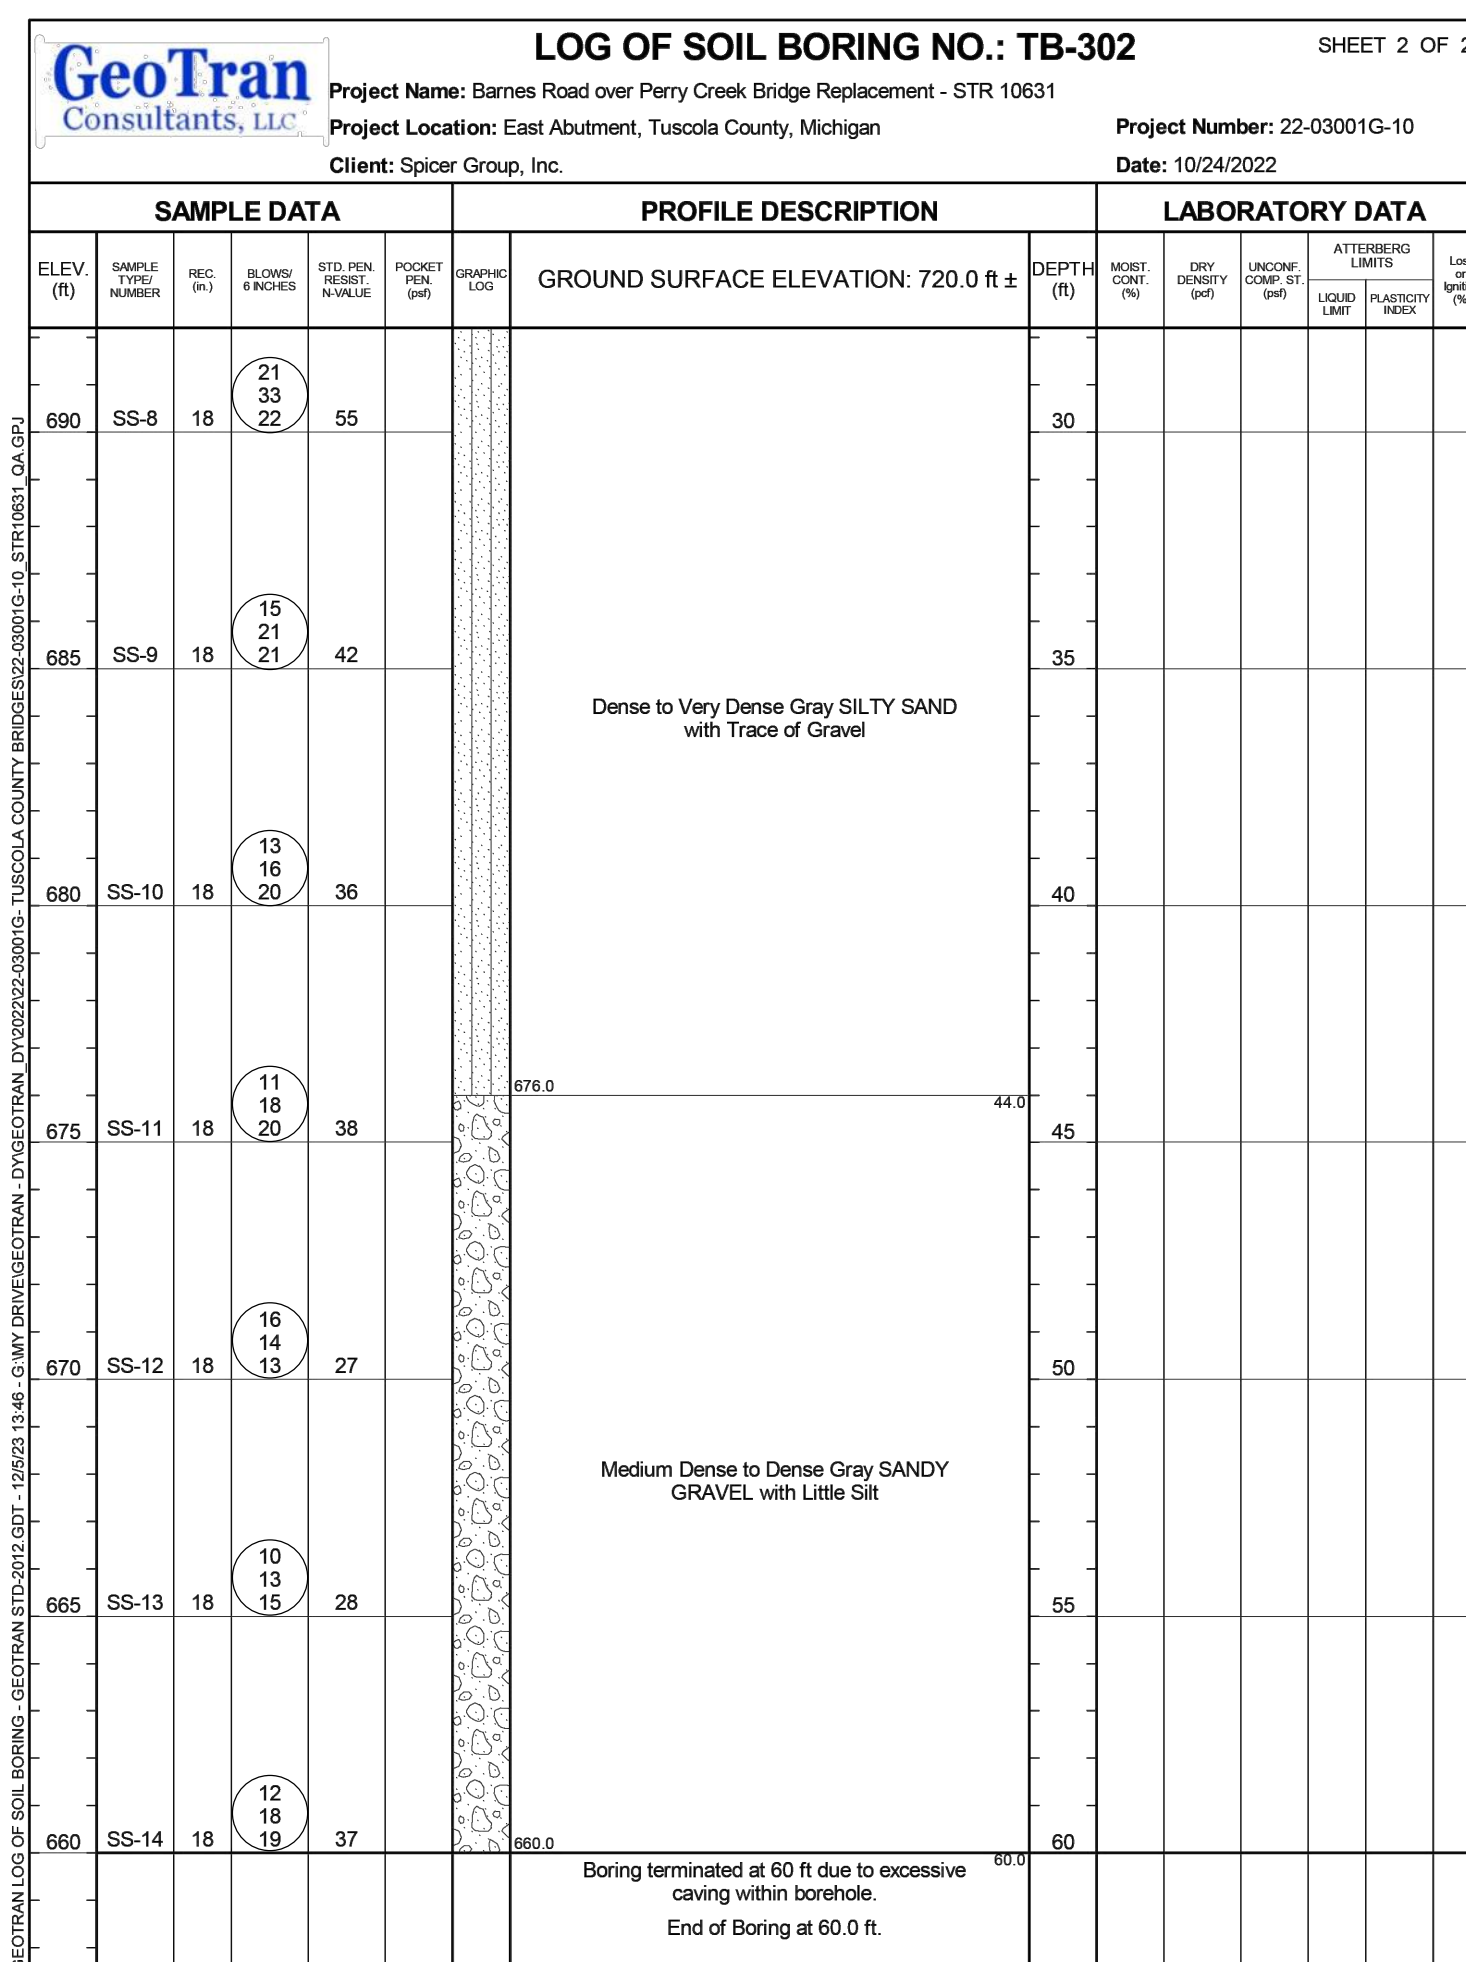 GeoTran
Consultants, LLC
LOG OF SOIL BORING NO.: TB-302
SHEET 2 OF 2
Project Name: Barnes Road over Perry Creek Bridge Replacement - STR 10631
Project Location: East Abutment, Tuscola County, Michigan
Project Number: 22-03001G-10
Client: Spicer Group, Inc.
Date: 10/24/2022
SAMPLE DATA
PROFILE DESCRIPTION
LABORATORY DATA
ELEV.
(ft)
SAMPLE
TYPE/
NUMBER
REC.
(in.)
BLOWS/
6 INCHES
STD. PEN.
RESIST.
N-VALUE
POCKET
PEN.
(psf)
GRAPHIC
LOG
GROUND SURFACE ELEVATION: 720.0 ft ±
DEPTH
(ft)
MOIST.
CONT.
(%)
DRY
DENSITY
(pcf)
UNCONF.
COMP. ST.
(psf)
ATTERBERG
LIMITS
LIQUID
LIMIT
PLASTICITY
INDEX
21
33
690 SS-8 18 22 55 30
15
21
685 SS-9 18 21 42 35
Dense to Very Dense Gray SILTY SAND
with Trace of Gravel
13
16
680 SS-10 18 20 36 40
11
676.0
18
44.0
675 SS-11 18 20 38 45
16
14
670 SS-12 18 13 27 50
Medium Dense to Dense Gray SANDY
GRAVEL with Little Silt
10
13
665 SS-13 18 15 28 55
12
18
660 SS-14 18 19 37 660.0 60
60.0
Boring terminated at 60 ft due to excessive
caving within borehole.
End of Boring at 60.0 ft.
GEOTRAN LOG OF SOIL BORING - GEOTRAN STD-2012.GDT - 12/5/23 13:46 - G:\MY DRIVE\GEOTRAN - DY\GEOTRAN_DY\2022\22-03001G- TUSCOLA COUNTY BRIDGES\22-03001G-10_STR10631_QA.GPJ